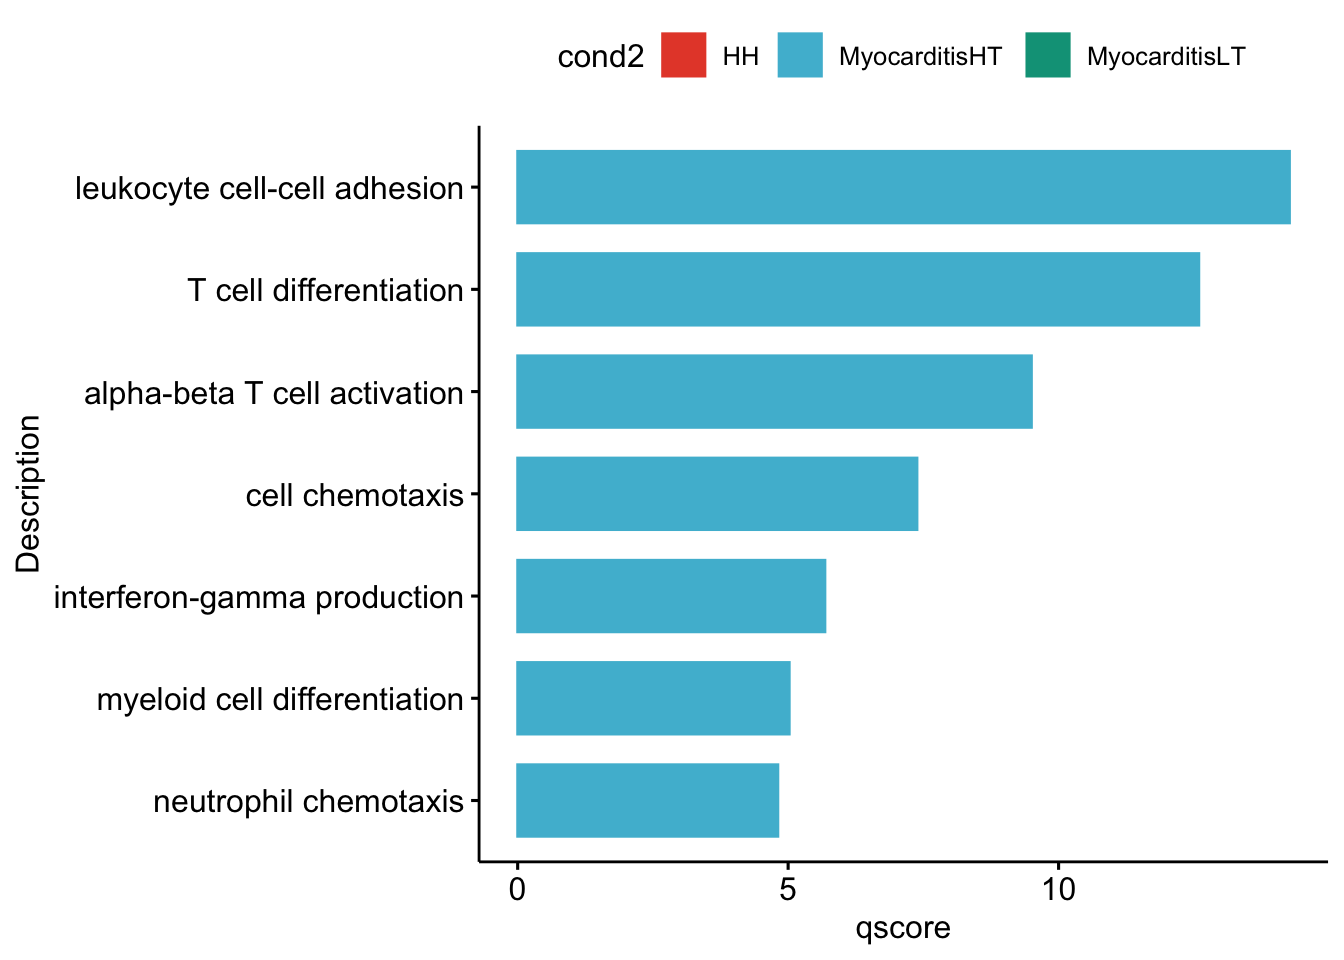 cond2 HH MyocarditisHT MyocarditisLT
leukocyte cell-cell adhesion
T cell differentiation
alpha-beta T cell activation
cell chemotaxis
interferon-gamma production
myeloid cell differentiation
neutrophil chemotaxis
Description
0 5 10
qscore